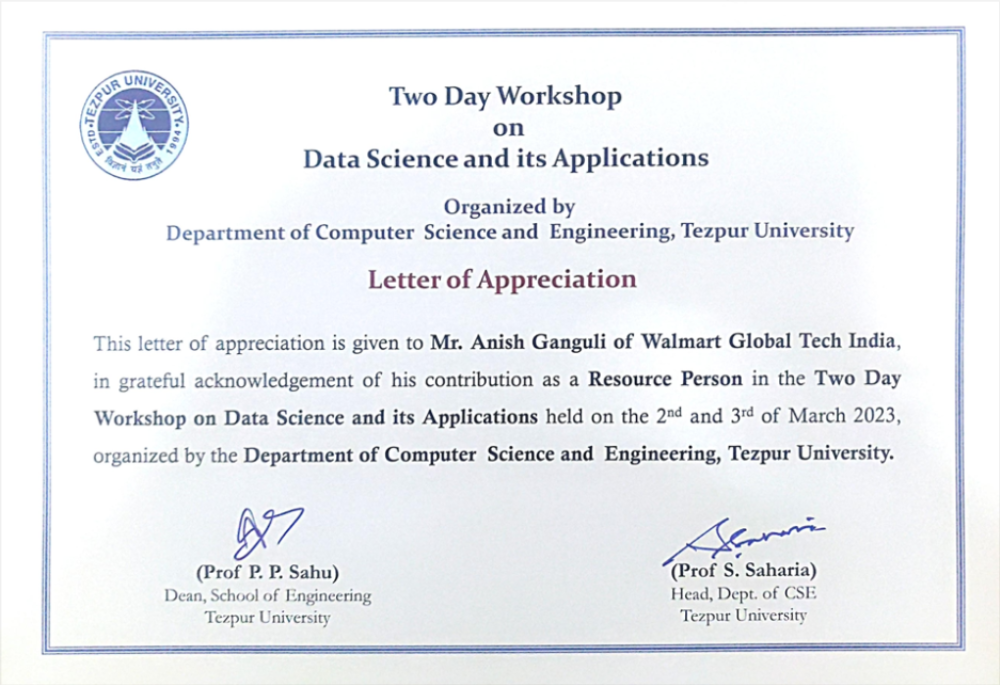 TEZPUR UNIVERSITY
ESTD 1994
Two Day Workshop
on
Data Science and its Applications
Organized by
Department of Computer Science and Engineering, Tezpur University
Letter of Appreciation
This letter of appreciation is given to Mr. Anish Ganguli of Walmart Global Tech India,
in grateful acknowledgement of his contribution as a Resource Person in the Two Day
Workshop on Data Science and its Applications held on the 2nd and 3rd of March 2023,
organized by the Department of Computer Science and Engineering, Tezpur University.
(Prof P. P. Sahu)
Dean, School of Engineering
Tezpur University
(Prof S. Saharia)
Head, Dept. of CSE
Tezpur University